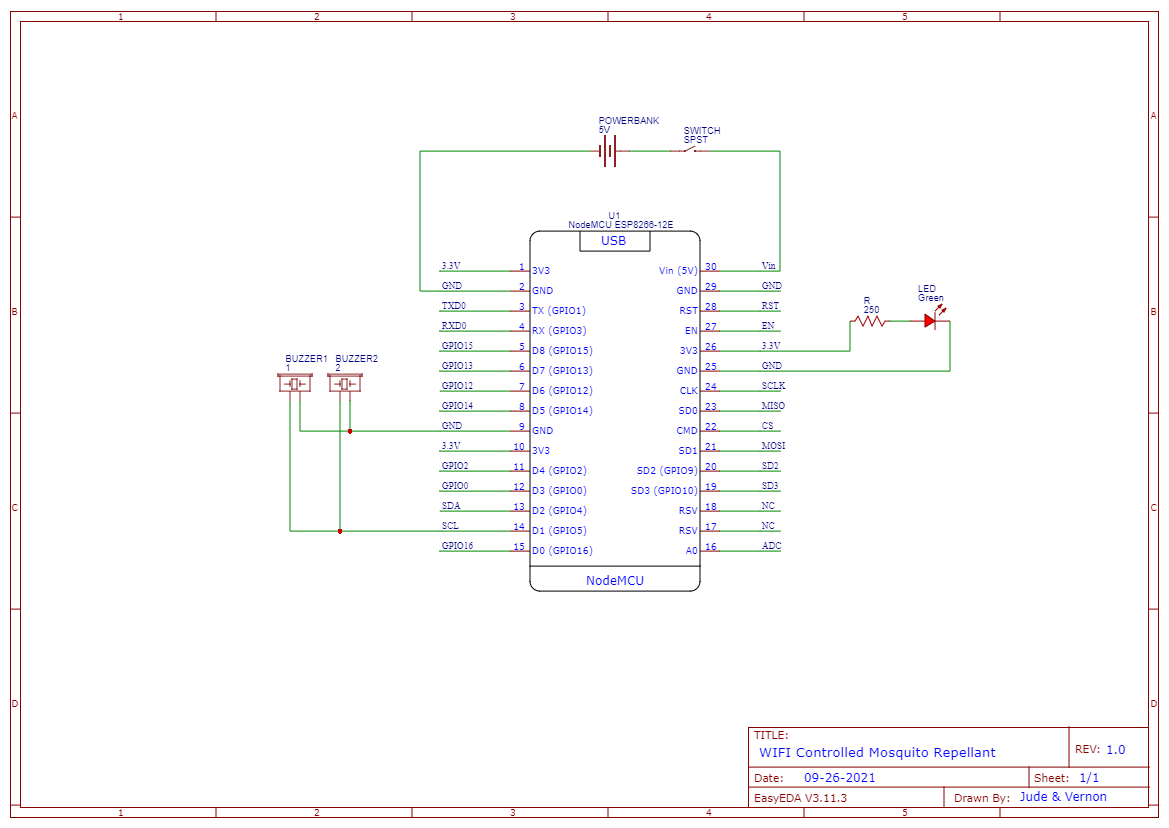 1 2 3 4 5
A A
POWERBANK
5V
SWITCH
SPST
U1
NodeMCU ESP8266-12E
USB
3.3V 1 3V3 Vin (5V) 30 Vin
GND 2 GND GND 29 GND
TXD0 3 TX (GPIO1) RST 28 RST
RXD0 4 RX (GPIO3) EN 27 EN
GPIO15 5 D8 (GPIO15) 3V3 26 3.3V
GPIO13 6 D7 (GPIO13) GND 25 GND
GPIO12 7 D6 (GPIO12) CLK 24 SCLK
GPIO14 8 D5 (GPIO14) SD0 23 MISO
GND 9 GND CMD 22 CS
3.3V 10 3V3 SD1 21 MOSI
GPIO2 11 D4 (GPIO2) SD2 (GPIO9) 20 SD2
GPIO0 12 D3 (GPIO0) SD3 (GPIO10) 19 SD3
SDA 13 D2 (GPIO4) RSV 18 NC
SCL 14 D1 (GPIO5) RSV 17 NC
GPIO16 15 D0 (GPIO16) A0 16 ADC
NodeMCU
LED
Green
R
250
B B
BUZZER1
1
BUZZER2
2
C C
D D
TITLE:
WIFI Controlled Mosquito Repellant
REV: 1.0
Date: 09-26-2021
Sheet: 1/1
EasyEDA V3.11.3
Drawn By: Jude & Vernon
1 2 3 4 5